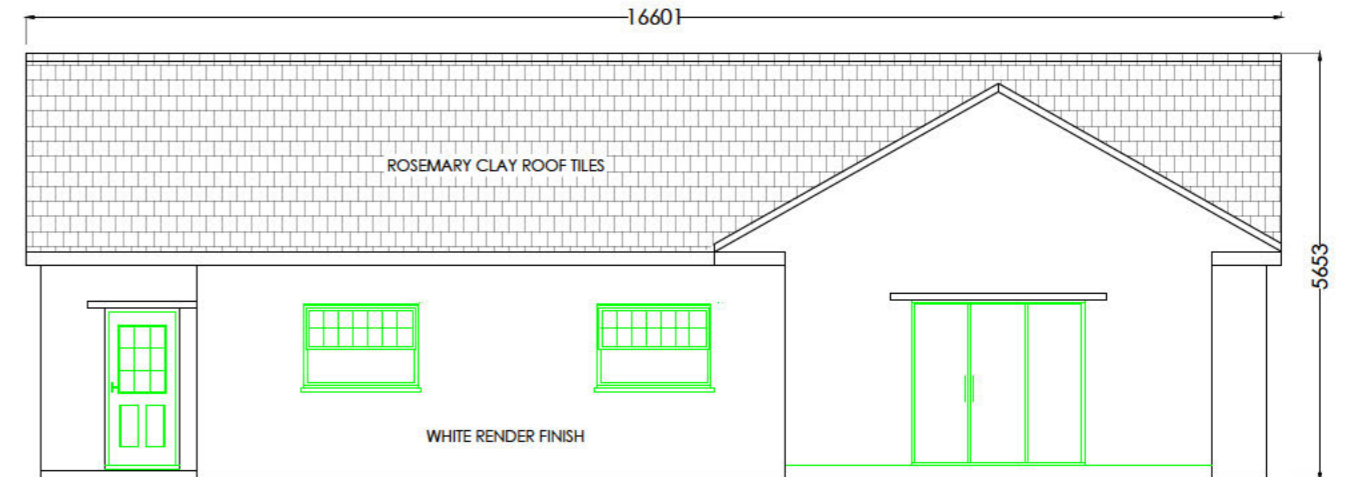 16601
ROSEMARY CLAY ROOF TILES
5653
WHITE RENDER FINISH